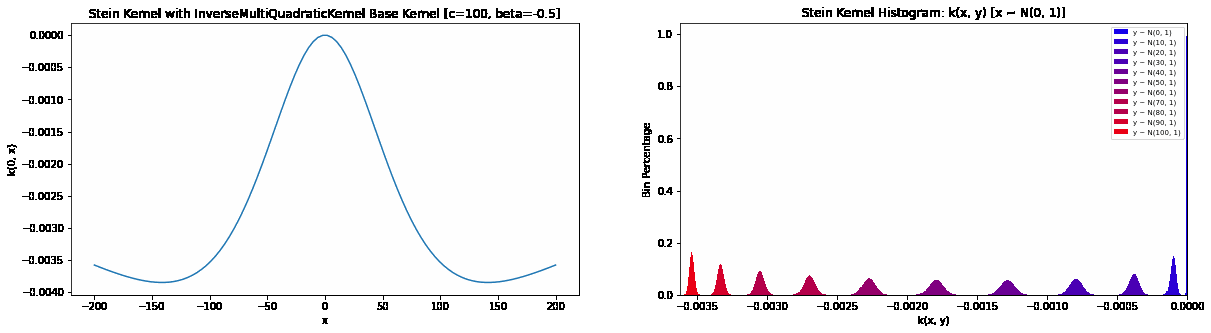 Stein Kernel with InverseMultiQuadraticKernel Base Kernel [c=100, beta=-0.5]
0.0000
−0.0005
−0.0010
−0.0015
−0.0020
−0.0025
−0.0030
−0.0035
−0.0040
k(0, x)
−200
−150
−100
−50
0
50
100
150
200
x
Stein Kernel Histogram: k(x, y) [x ~ N(0, 1)]
1.0
0.8
0.6
0.4
0.2
0.0
Bin Percentage
y ~ N(0, 1)
y ~ N(10, 1)
y ~ N(20, 1)
y ~ N(30, 1)
y ~ N(40, 1)
y ~ N(50, 1)
y ~ N(60, 1)
y ~ N(70, 1)
y ~ N(80, 1)
y ~ N(90, 1)
y ~ N(100, 1)
−0.0035
−0.0030
−0.0025
−0.0020
−0.0015
−0.0010
−0.0005
0.0000
k(x, y)